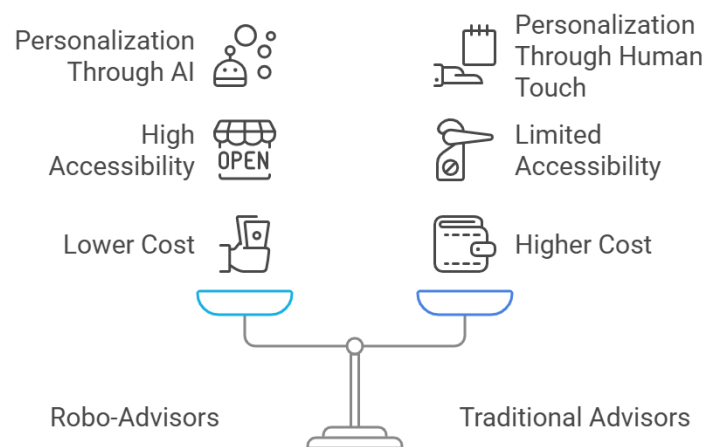 Personalization
Through AI
Personalization
Through Human
Touch
High
Accessibility
OPEN
Limited
Accessibility
Lower Cost
Higher Cost
Robo-Advisors
Traditional Advisors